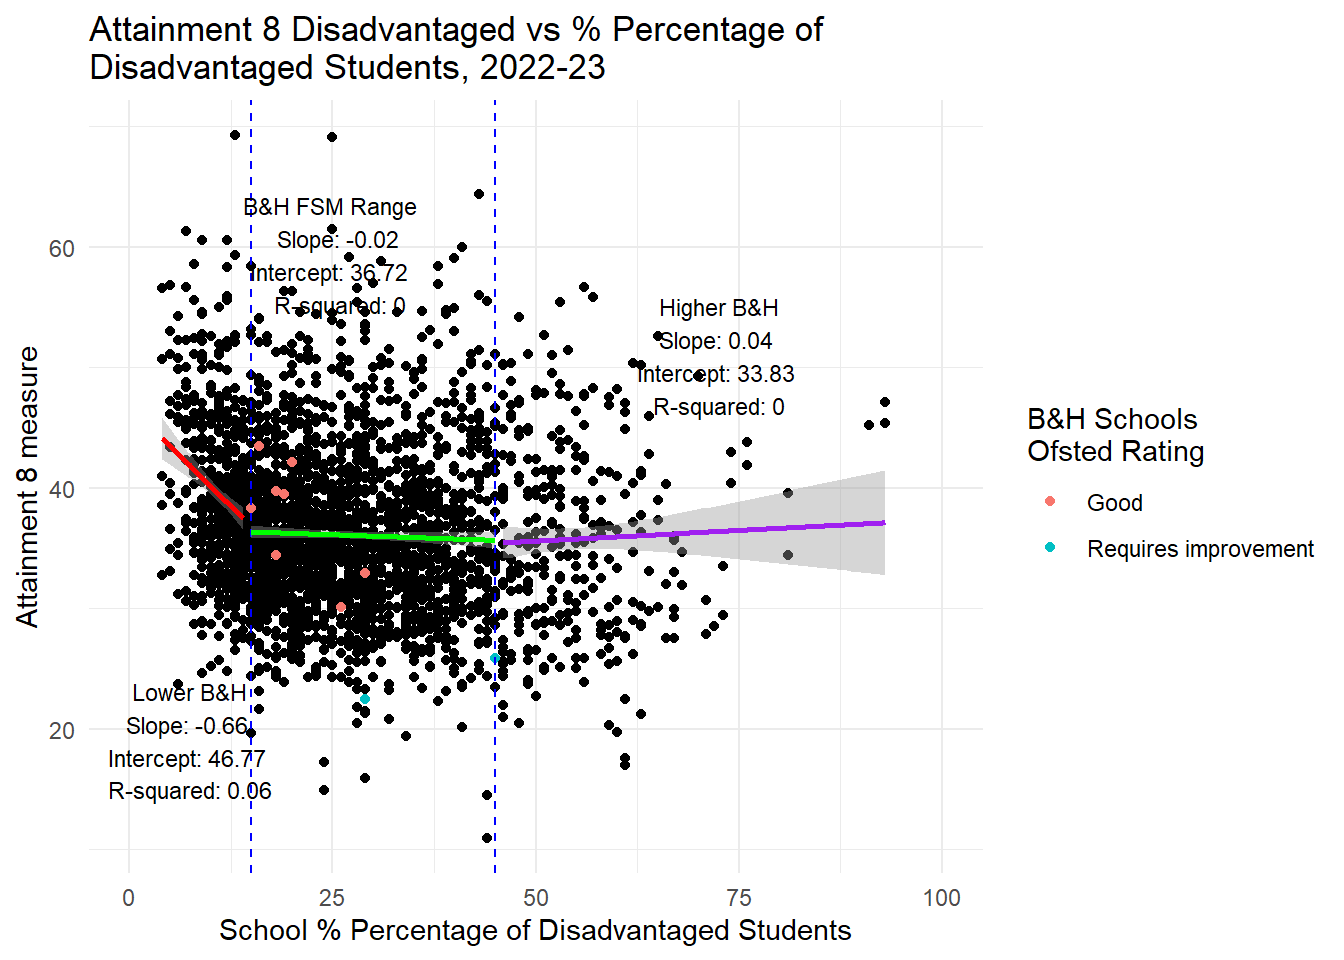 Attainment 8 Disadvantaged vs % Percentage of
Disadvantaged Students, 2022-23
Attainment 8 measure
60
40
20
B&H FSM Range
Slope: -0.02
Intercept: 36.72
R-squared: 0
Higher B&H
Slope: 0.04
Intercept: 33.83
R-squared: 0
Lower B&H
Slope: -0.66
Intercept: 46.77
R-squared: 0.06
0
25
50
75
100
School % Percentage of Disadvantaged Students
B&H Schools
Ofsted Rating
Good
Requires improvement